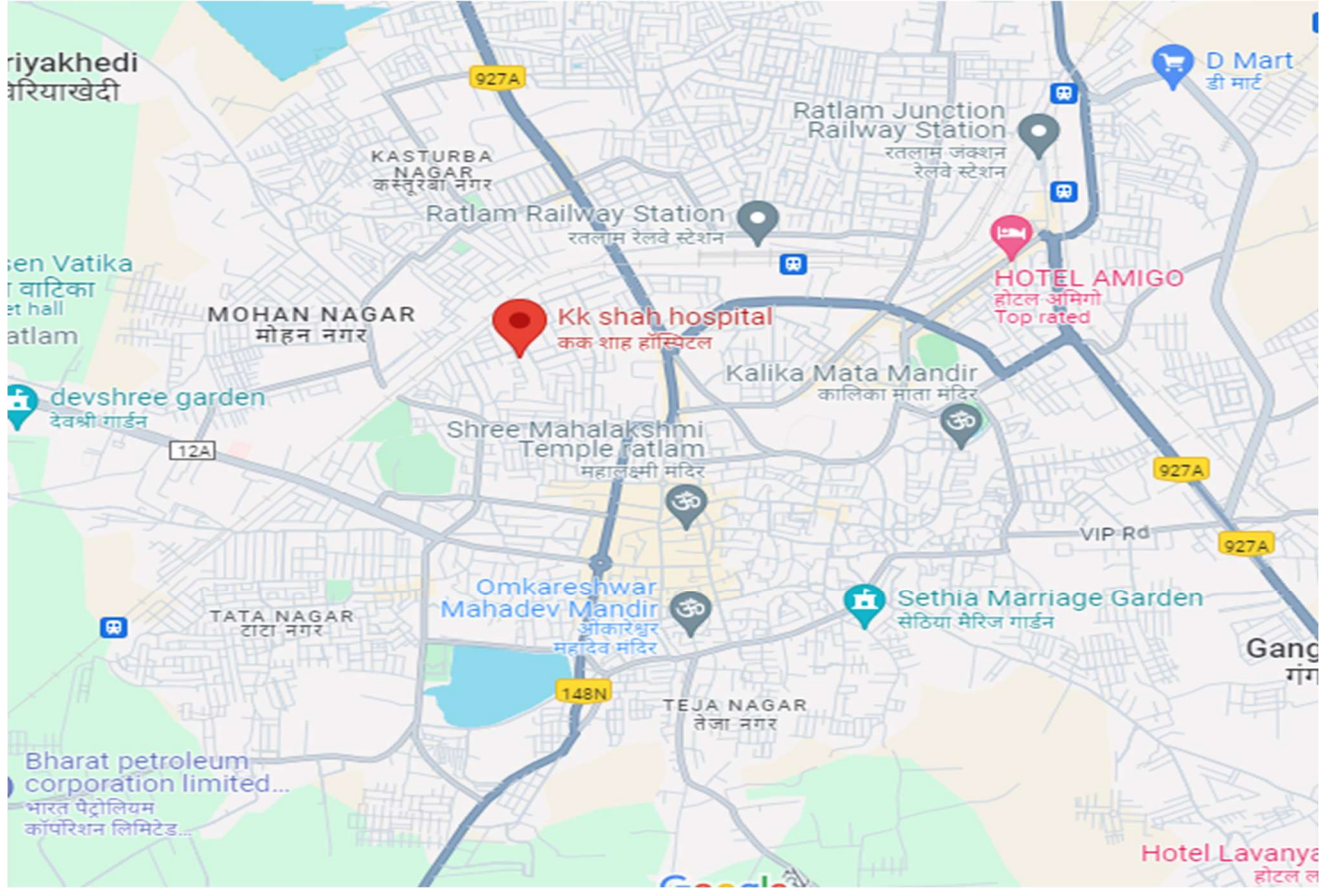 riyakhedi
वरियाखेदी
927A
D Mart
डी मार्ट
Ratlam Junction
Railway Station
रतलाम जंक्शन
रेलवे स्टेशन
KASTURBA
NAGAR
कस्तूरबा नगर
Ratlam Railway Station
रतलाम रेलवे स्टेशन
sen Vatika
वाटिका
et hall
atlam
HOTEL AMIGO
होटल अमिगो
Top rated
MOHAN NAGAR
मोहन नगर
Kk shah hospital
कक शाह हॉस्पिटल
Kalika Mata Mandir
कालिका माता मंदिर
devshree garden
देवश्री गार्डन
12A
Shree Mahalakshmi
Temple ratlam
महालक्ष्मी मंदिर
927A
VIP Rd
927A
Omkareshwar
Mahadev Mandir
ओंकारेश्वर
महादेव मंदिर
Sethia Marriage Garden
सेठिया मैरिज गार्डन
TATA NAGAR
टाटा नगर
Gang
गंग
148N
TEJA NAGAR
तेजा नगर
Bharat petroleum
corporation limited...
भारत पैट्रोलियम
कॉर्पोरेशन लिमिटेड...
Hotel Lavanya
होटल ल
Google